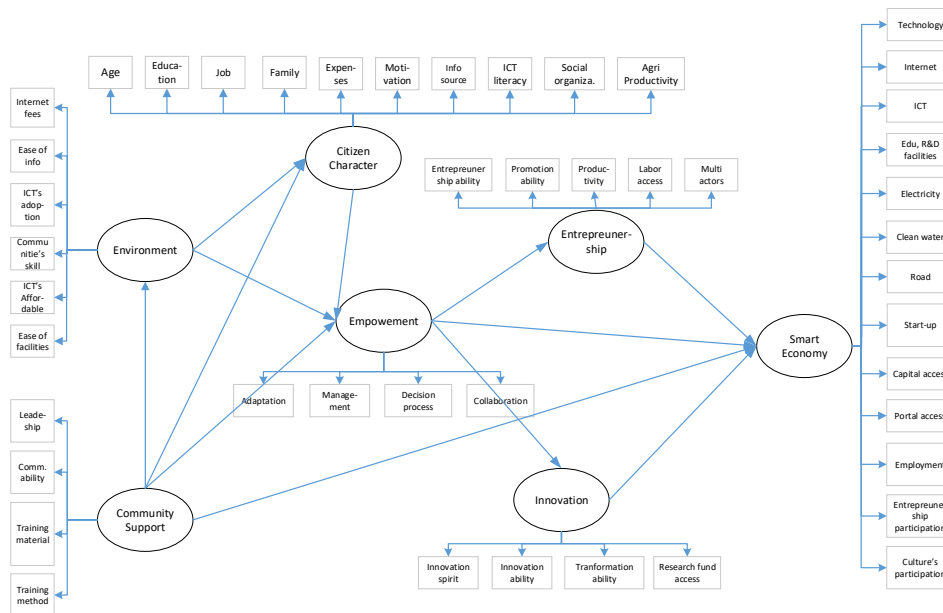 Technology
Age
Educa-
tion
Job
Family
Expen-
ses
Moti-
vation
Info
source
ICT
literacy
Social
organiza.
Agri
Productivity
Internet
Internet
fees
ICT
Ease of
info
Citizen
Character
Edu, R&D
facilities
Entrepreuner
ship ability
Promotion
ability
Produc-
tivity
Labor
access
Multi
actors
ICT's
adop-
tion
Electricity
Environment
Entrepreuner-
ship
Clean water
Communi
tie's
skill
Road
ICT's
Affor-
dable
Empowement
Start-up
Ease of
facilities
Smart
Economy
Capital access
Adaptation
Manage-
ment
Decision
process
Collaboration
Leade-
ship
Portal access
Comm.
ability
Employment
Community
Support
Innovation
Entrepreuner
ship
participation
Training
material
Innovation
spirit
Innovation
ability
Tranformation
ability
Research fund
access
Culture's
participation
Training
method